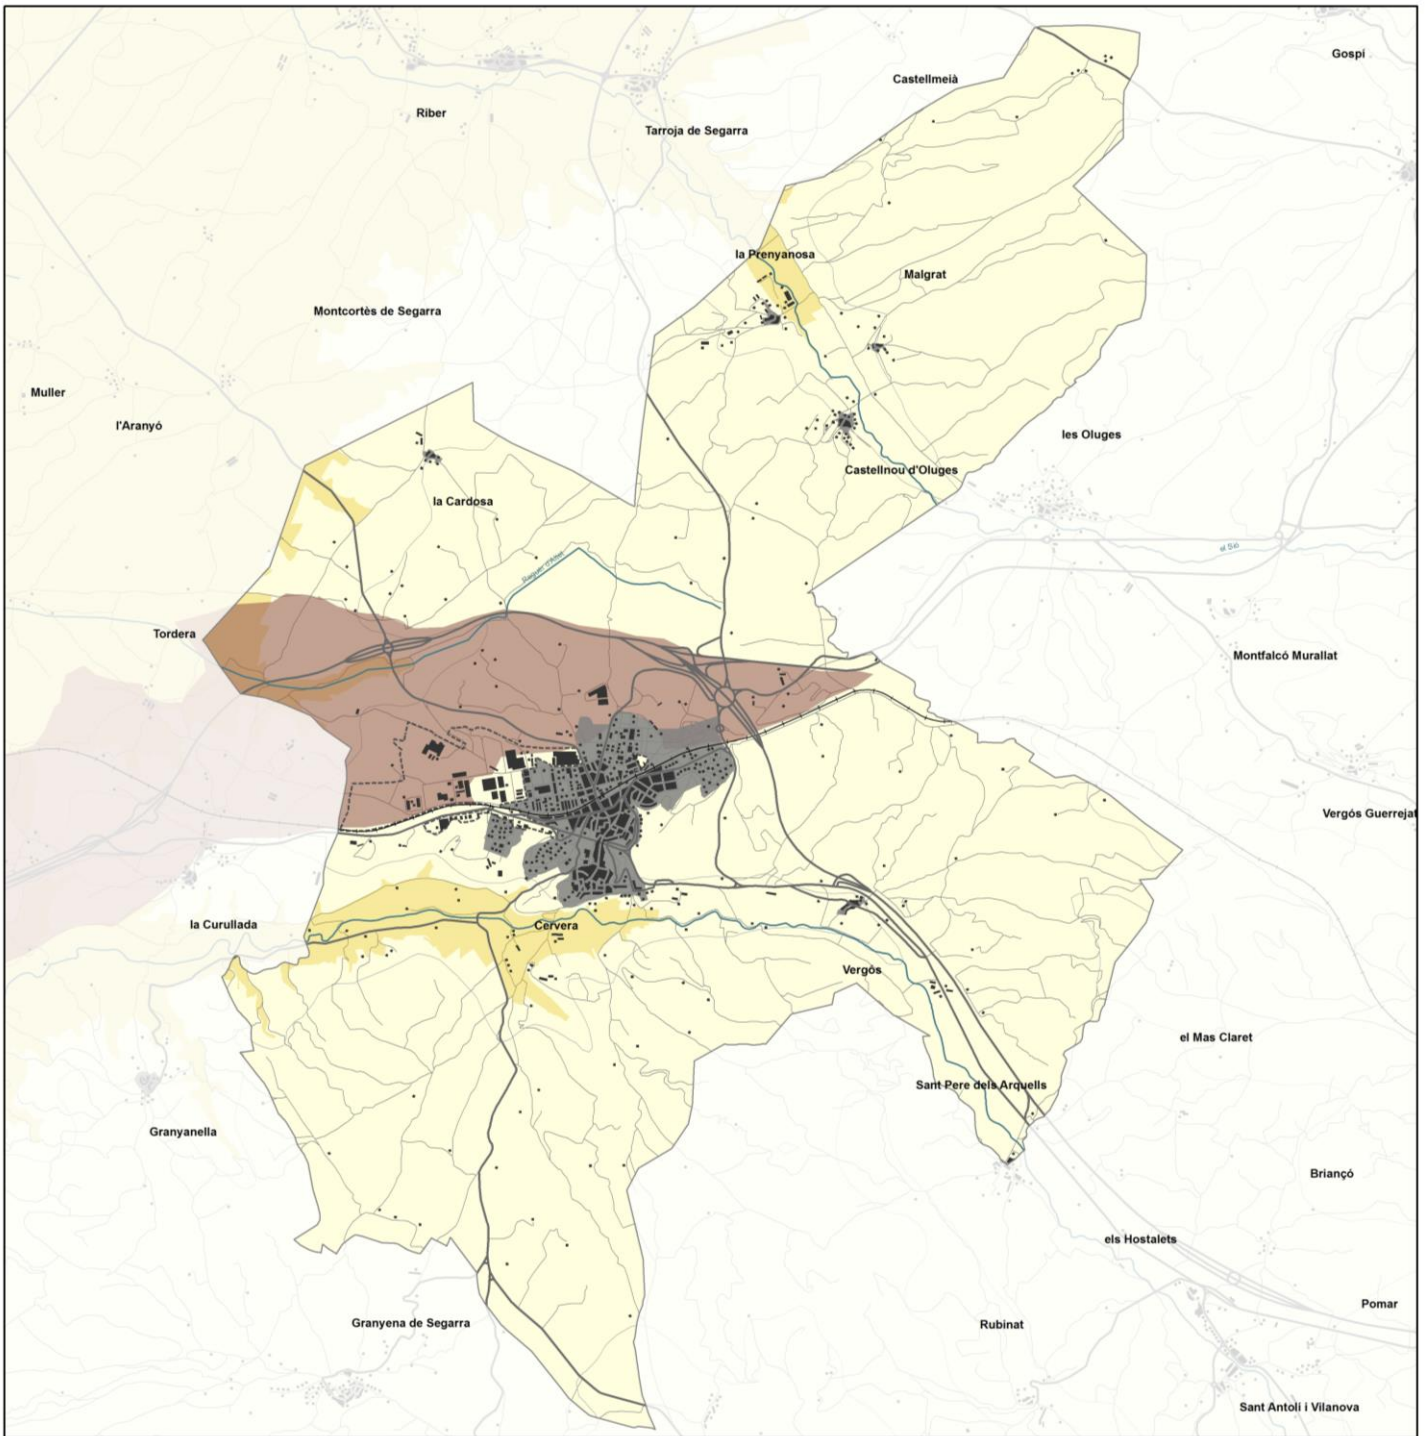 Gospí
Castellmeià
Riber
Tarroja de Segarra
la Prenyanosa
Malgrat
Montcortès de Segarra
Muller
l'Aranyó
les Oluges
Castellnou d'Oluges
la Cardosa
el Sió
Tordera
Montfalcó Murallat
Vergós Guerrejat
la Curullada
Cervera
Vergós
el Mas Claret
Sant Pere dels Arquells
Granyanella
Briançó
els Hostalets
Pomar
Granyena de Segarra
Rubinat
Sant Antolí i Vilanova